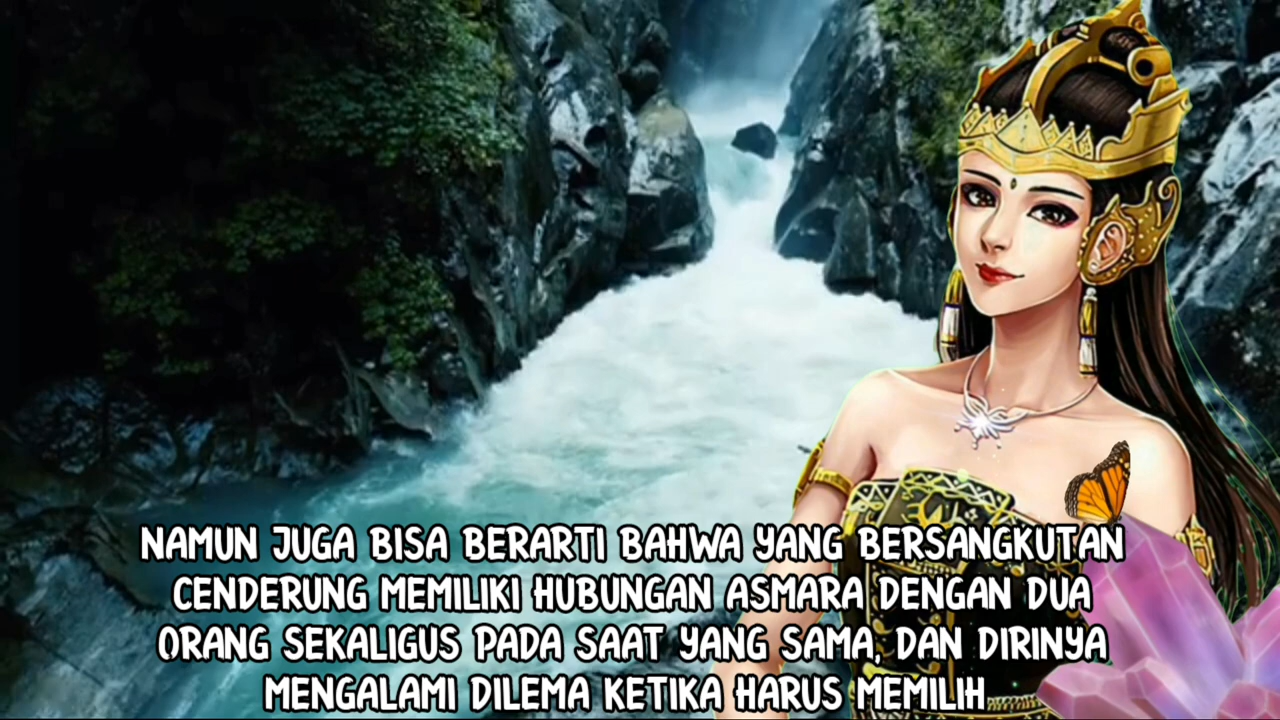 NAMUN JUGA BISA BERARTI BAHWA YANG BERSANGKUTAN
CENDERUNG MEMILIKI HUBUNGAN ASMARA DENGAN DUA
ORANG SEKALIGUS PADA SAAT YANG SAMA, DAN DIRINYA
MENGALAMI DILEMA KETIKA HARUS MEMILIH